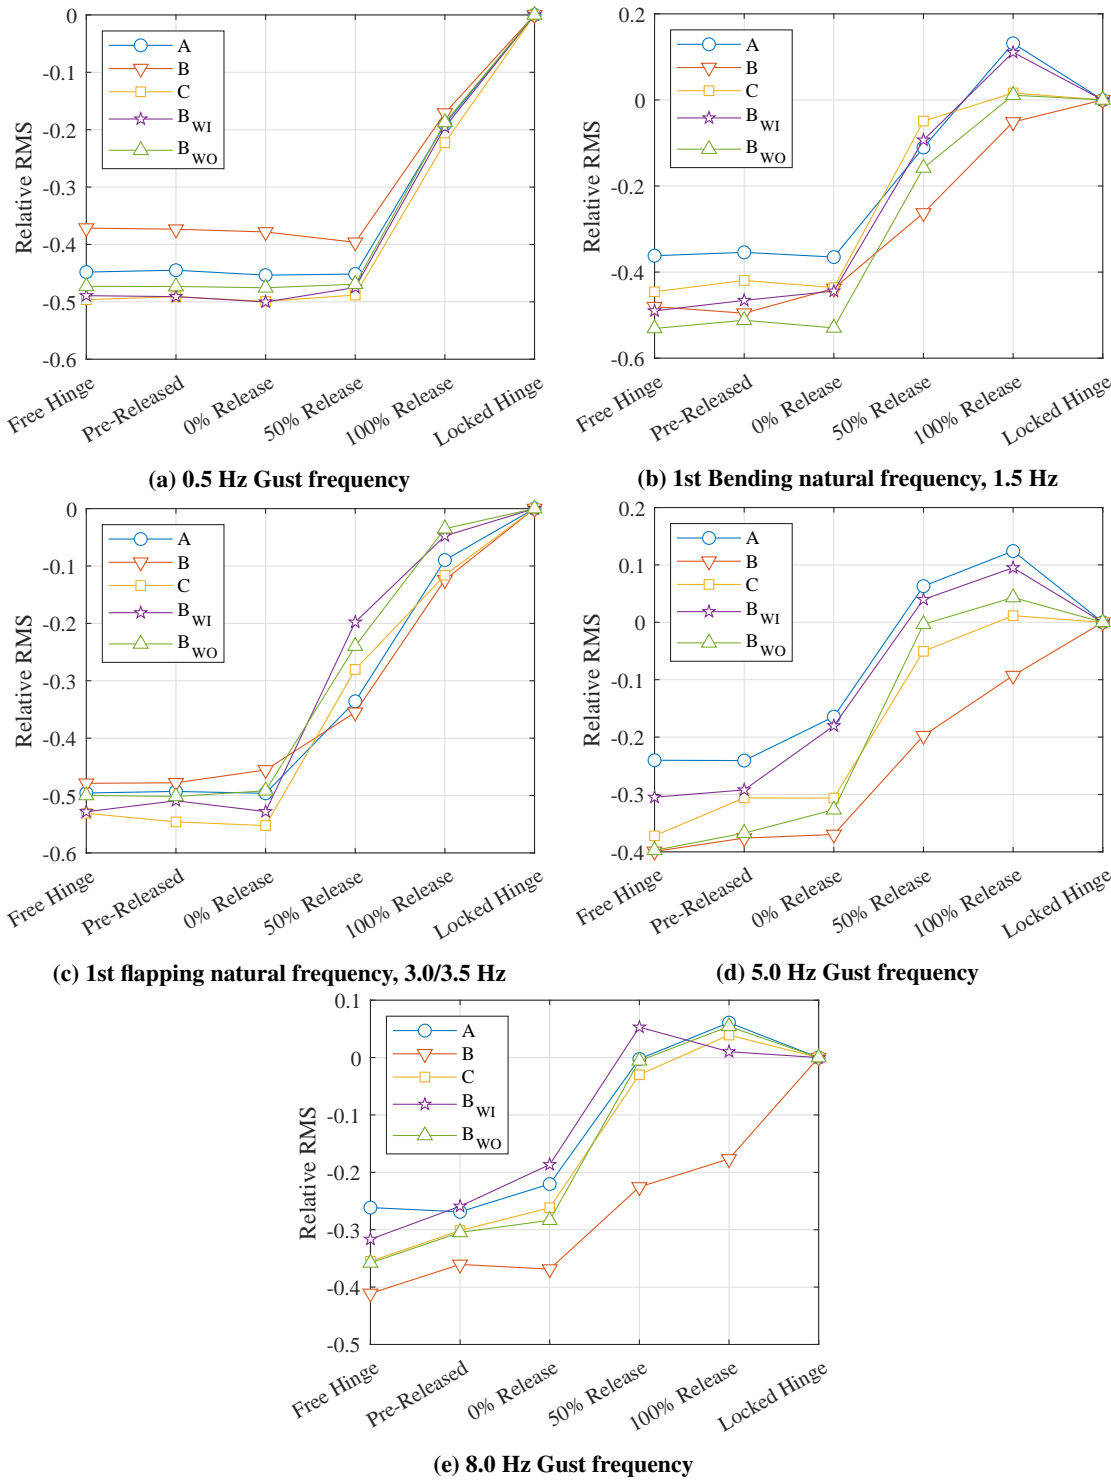 0
-0.1
-0.2
-0.3
-0.4
-0.5
-0.6
Relative RMS
A
B
C
B_WI
B_WO
Free Hinge
Pre-Released
0% Release
50% Release
100% Release
Locked Hinge
(a) 0.5 Hz Gust frequency
0.2
0
-0.2
-0.4
-0.6
Relative RMS
A
B
C
B_WI
B_WO
Free Hinge
Pre-Released
0% Release
50% Release
100% Release
Locked Hinge
(b) 1st Bending natural frequency, 1.5 Hz
0
-0.1
-0.2
-0.3
-0.4
-0.5
-0.6
Relative RMS
A
B
C
B_WI
B_WO
Free Hinge
Pre-Released
0% Release
50% Release
100% Release
Locked Hinge
(c) 1st flapping natural frequency, 3.0/3.5 Hz
0.2
0.1
0
-0.1
-0.2
-0.3
-0.4
Relative RMS
A
B
C
B_WI
B_WO
Free Hinge
Pre-Released
0% Release
50% Release
100% Release
Locked Hinge
(d) 5.0 Hz Gust frequency
0.1
0
-0.1
-0.2
-0.3
-0.4
-0.5
Relative RMS
A
B
C
B_WI
B_WO
Free Hinge
Pre-Released
0% Release
50% Release
100% Release
Locked Hinge
(e) 8.0 Hz Gust frequency